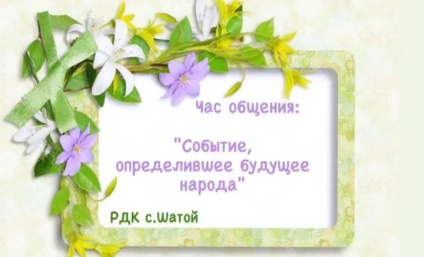 Час общения:
"Событие,
определившее будущее
народа"
РДК с.Шатой